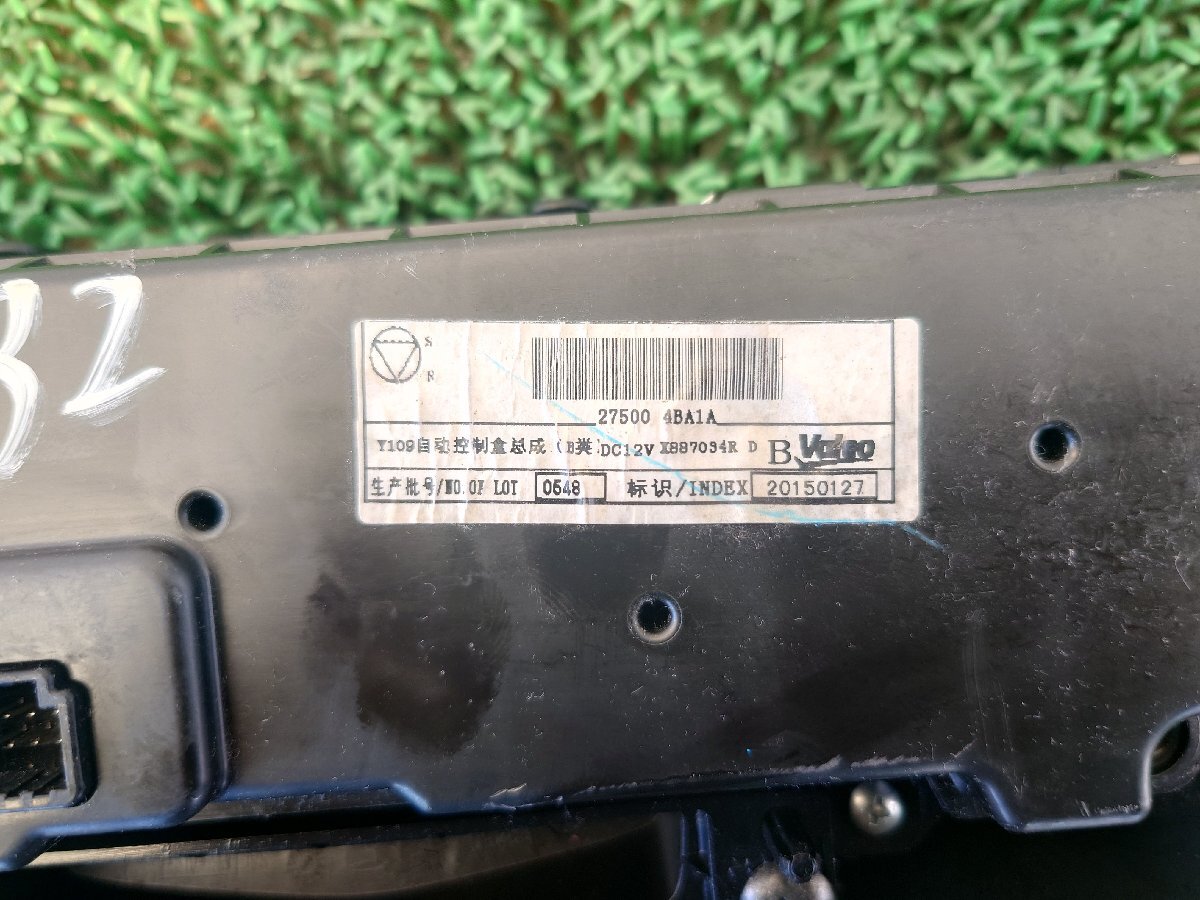 32
S
R
27500 4BA1A
Y109自动控制盒总成(B类)DC12V X887034R D B Valeo
生产批号/NO.OF LOT 0548 标识/INDEX 20150127